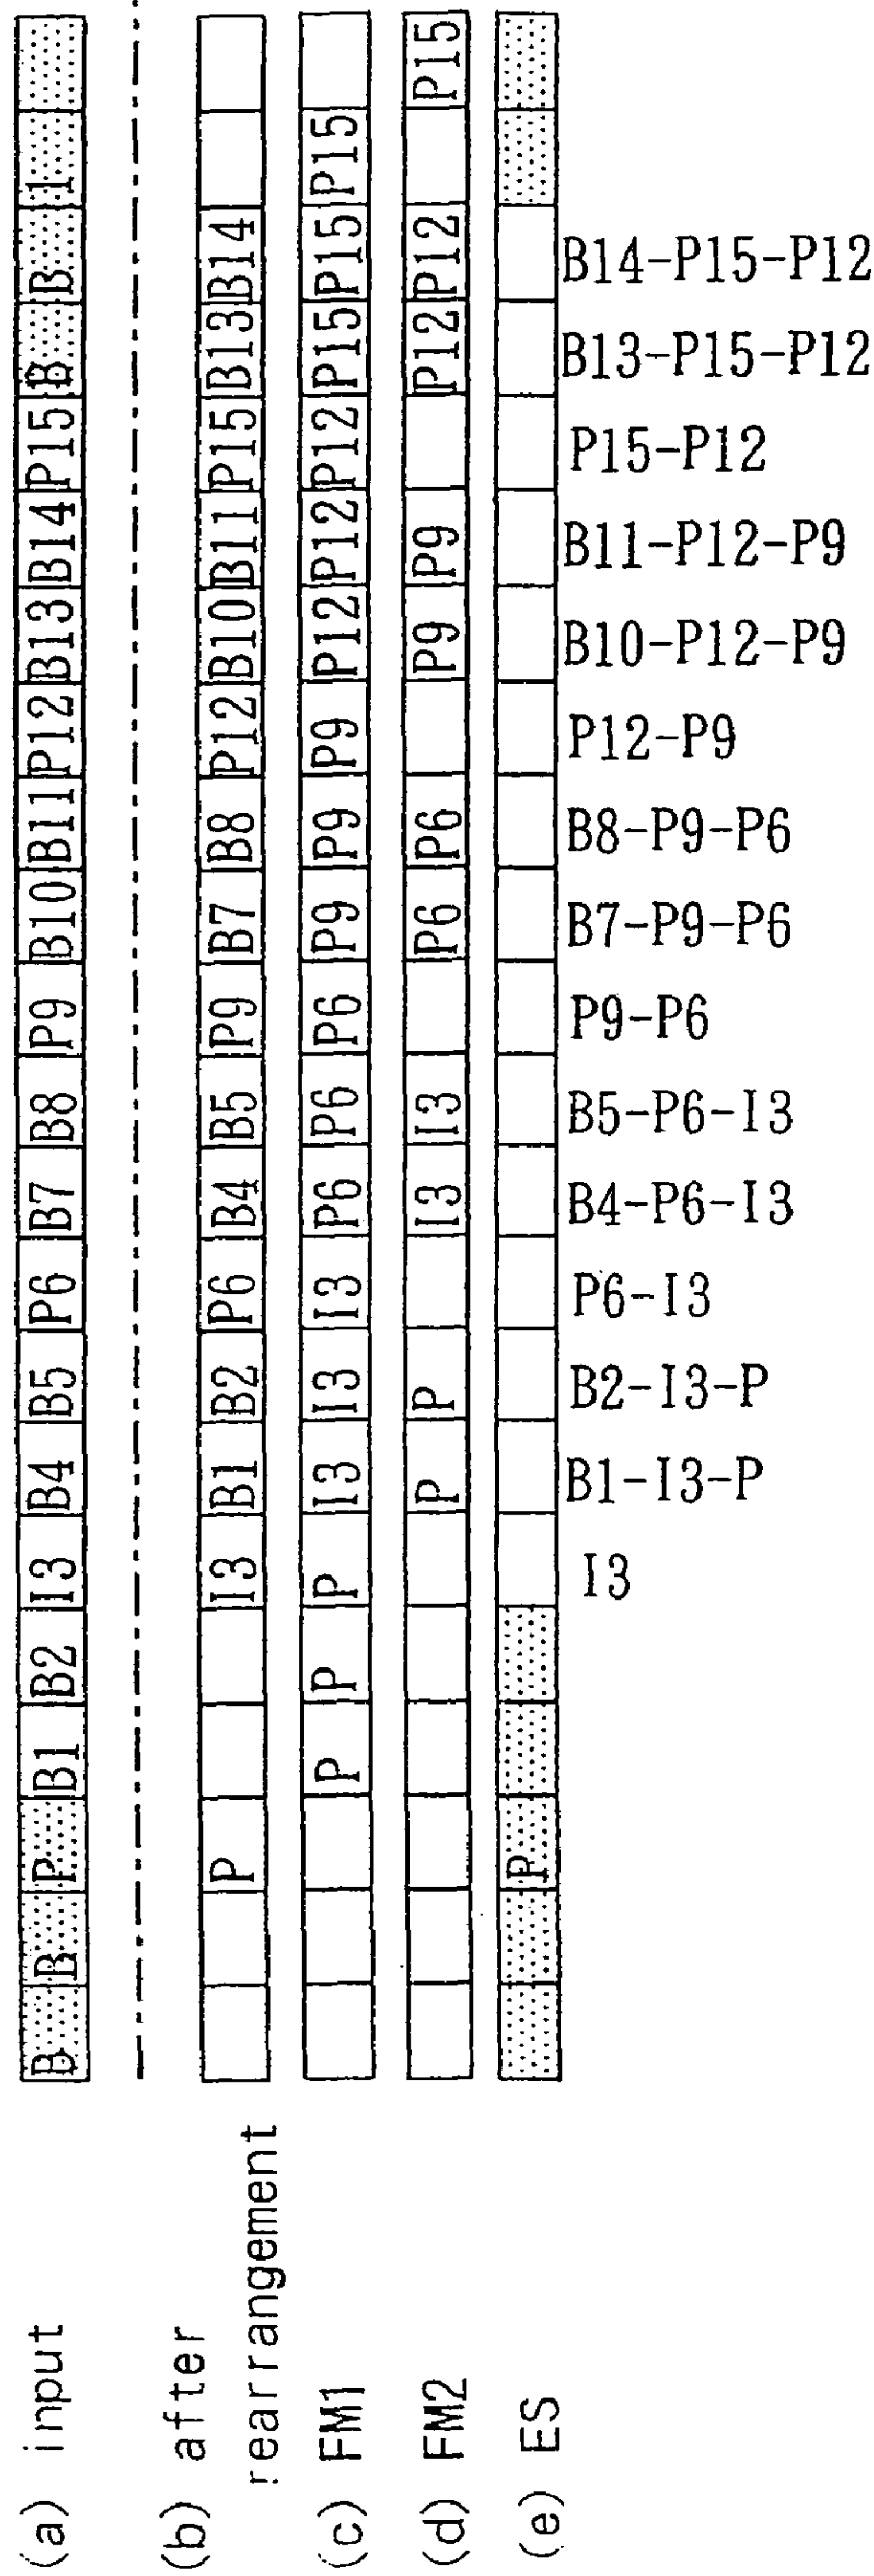 (a) input B B P B1 B2 I3 B4 B5 P6 B7 B8 P9 B10 B11 P12 B13 B14 P15 B B 1
(b) after P I3 B1 B2 P6 B4 B5 P9 B7 B8 P12 B10 B11 P15 B13 B14
rearrangement
(c) FM1 P P P I3 I3 I3 P6 P6 P6 P9 P9 P9 P12 P12 P12 P15 P15 P15
(d) FM2 P P I3 I3 P6 P6 P9 P9 P12 P12 P15
(e) ES P
I3
B1-I3-P
B2-I3-P
P6-I3
B4-P6-I3
B5-P6-I3
P9-P6
B7-P9-P6
B8-P9-P6
P12-P9
B10-P12-P9
B11-P12-P9
P15-P12
B13-P15-P12
B14-P15-P12